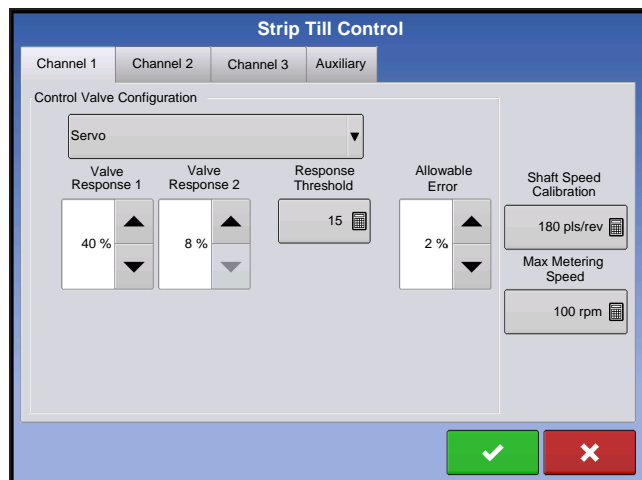 Strip Till Control
Channel 1
Channel 2
Channel 3
Auxiliary
Control Valve Configuration
Servo
Valve
Response 1
Valve
Response 2
Response
Threshold
Allowable
Error
40 %
8 %
15
2 %
Shaft Speed
Calibration
180 pls/rev
Max Metering
Speed
100 rpm